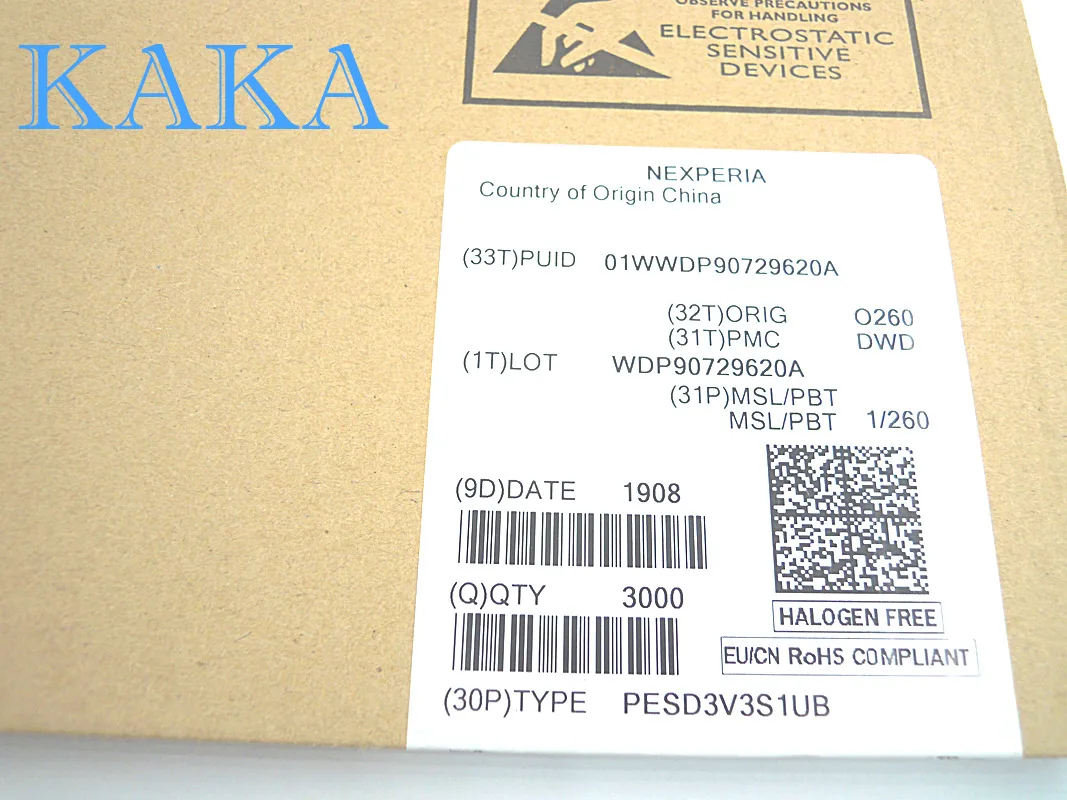 KAKA
OBSERVE PRECAUTIONS
FOR HANDLING
ELECTROSTATIC
SENSITIVE
DEVICES
NEXPERIA
Country of Origin China
(33T)PUID 01WWDP90729620A
(32T)ORIG O260
(31T)PMC DWD
(1T)LOT WDP90729620A
(31P)MSL/PBT
MSL/PBT 1/260
(9D)DATE 1908
(Q)QTY 3000
HALOGEN FREE
EU/CN RoHS COMPLIANT
(30P)TYPE PESD3V3S1UB